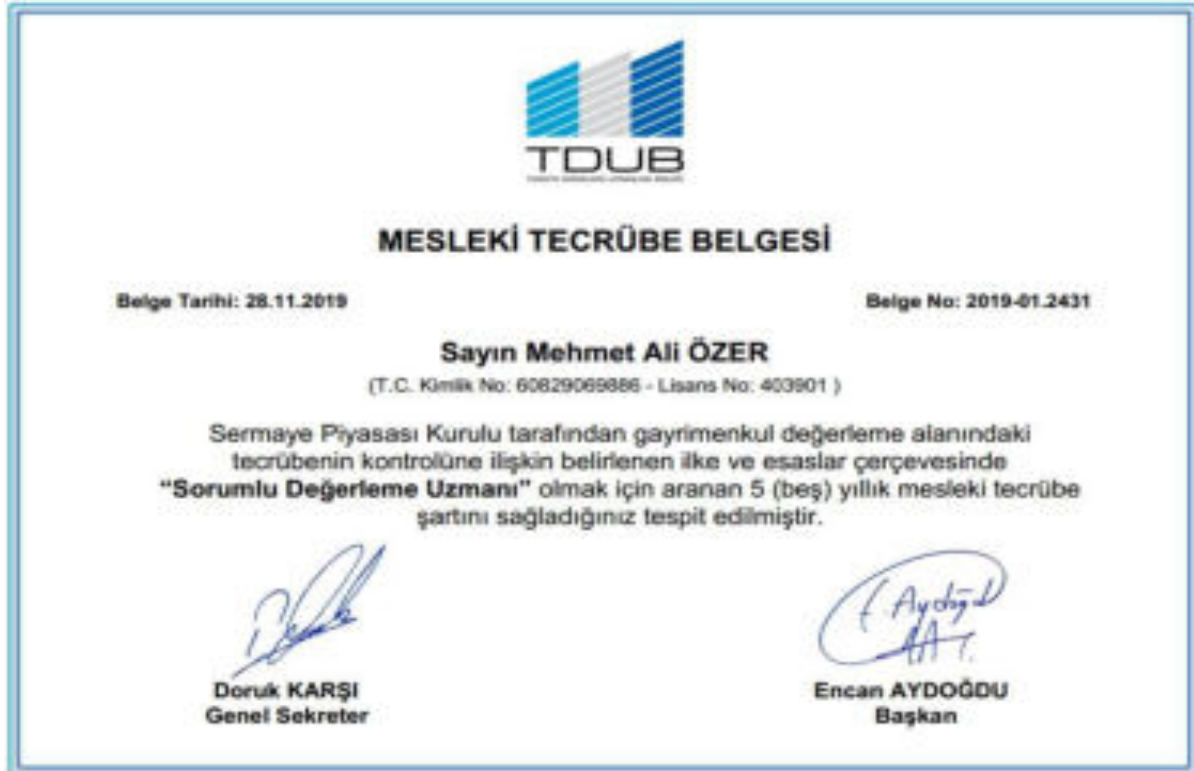 TDUB
MESLEKİ TECRÜBE BELGESİ
Belge Tarihi: 28.11.2019
Belge No: 2019-01.2431
Sayın Mehmet Ali ÖZER
(T.C. Kimlik No: 60829069886 - Lisans No: 403901 )
Sermaye Piyasası Kurulu tarafından gayrimenkul değerleme alanındaki
tecrübenin kontrolüne ilişkin belirlenen ilke ve esaslar çerçevesinde
“Sorumlu Değerleme Uzmanı” olmak için aranan 5 (beş) yıllık mesleki tecrübe
şartını sağladığınız tespit edilmiştir.
E. Aydoğdu
Doruk KARŞI
Genel Sekreter
Encan AYDOĞDU
Başkan